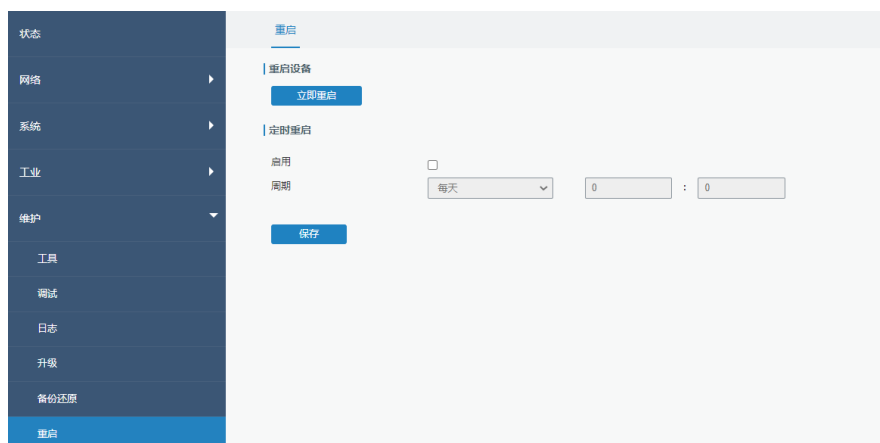 状态
网络
系统
工业
维护
工具
调试
日志
升级
备份还原
重启
重启
重启设备
立即重启
定时重启
启用
周期 每天 0 : 0
保存